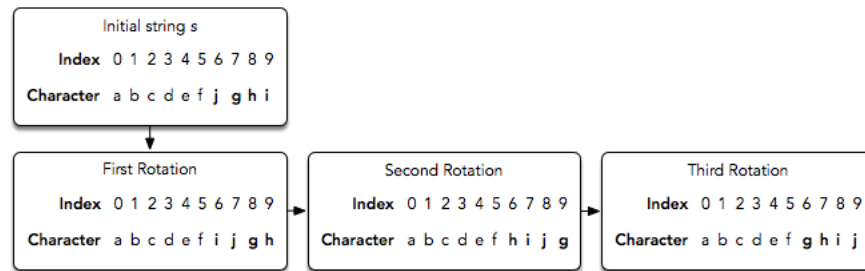 Initial string s
Index 0 1 2 3 4 5 6 7 8 9
Character a b c d e f j g h i
First Rotation
Index 0 1 2 3 4 5 6 7 8 9
Character a b c d e f i j g h
Second Rotation
Index 0 1 2 3 4 5 6 7 8 9
Character a b c d e f h i j g
Third Rotation
Index 0 1 2 3 4 5 6 7 8 9
Character a b c d e f g h i j